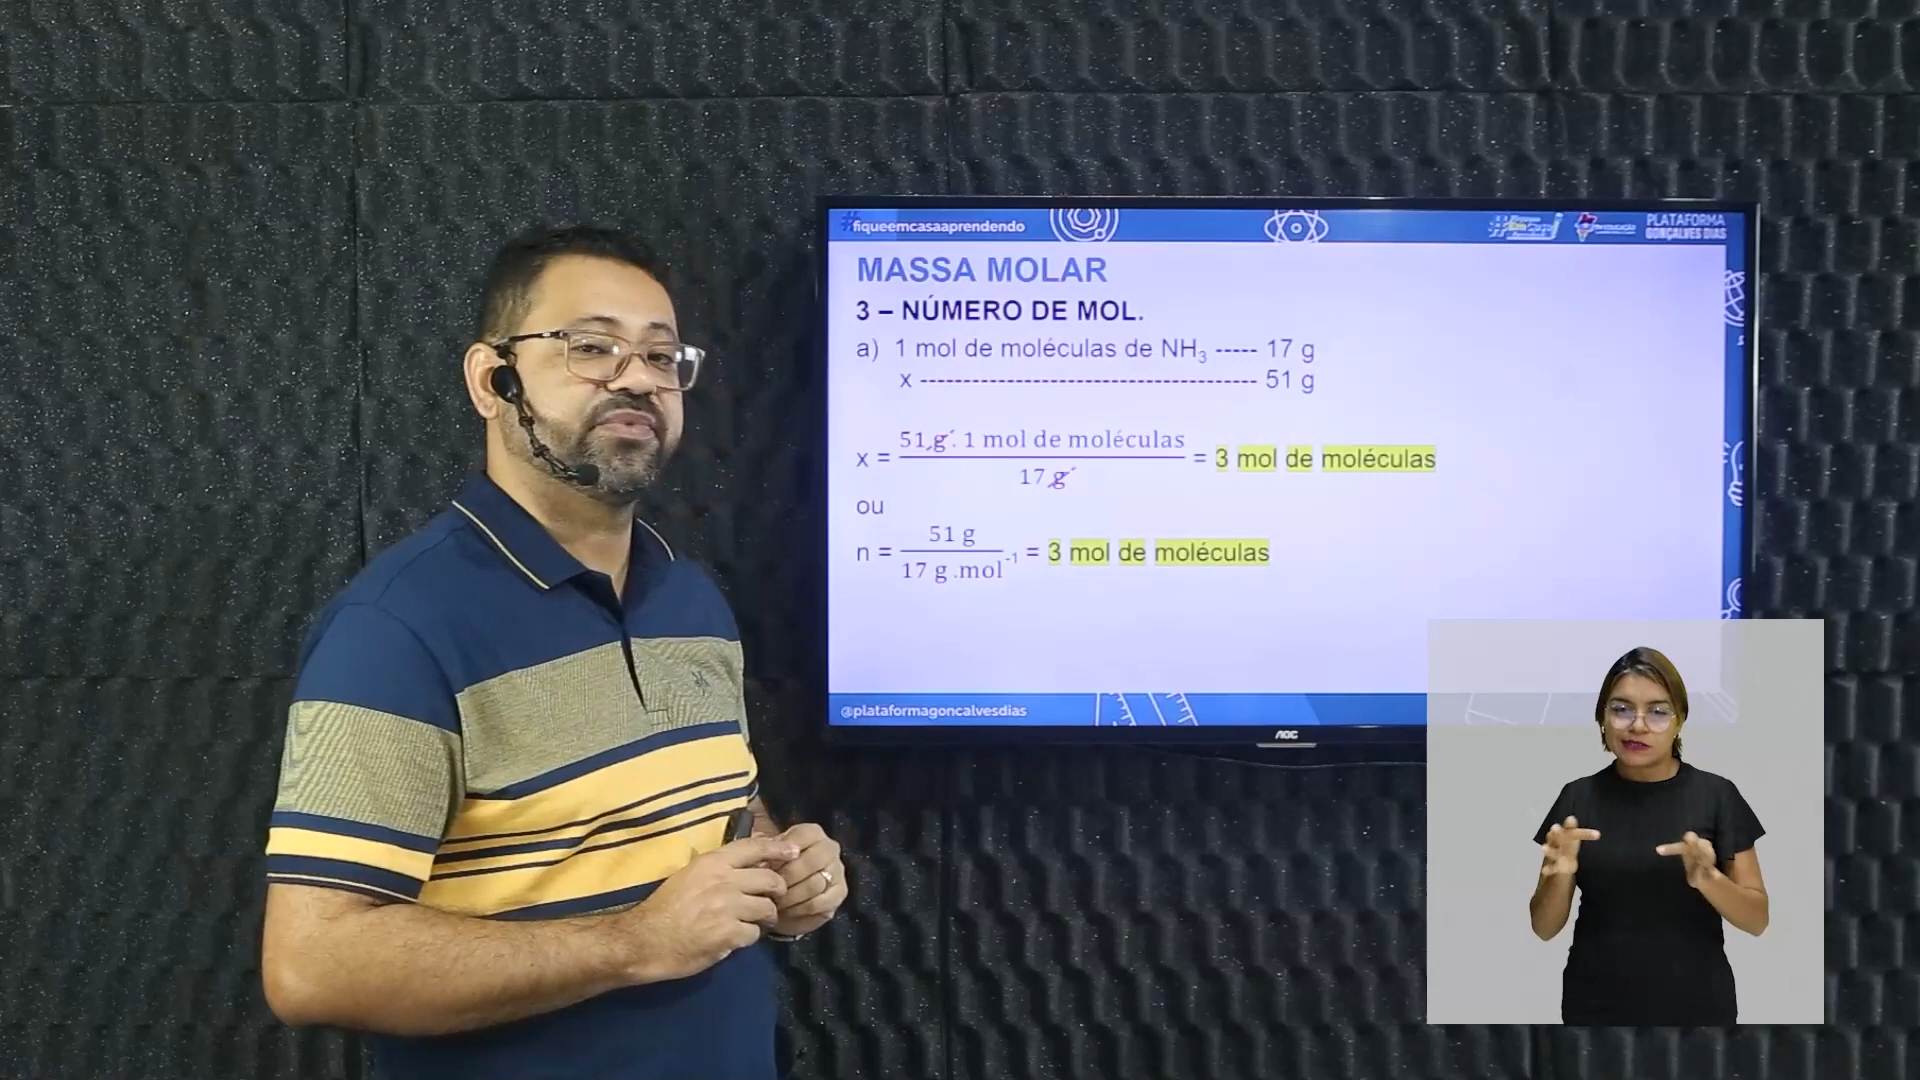 #fiqueemcasaaprendendo
PLATAFORMA
GONÇALVES DIAS
MASSA MOLAR
3 – NÚMERO DE MOL.
a) 1 mol de moléculas de NH₃ ----- 17 g
x --------------------------------------- 51 g
x = 51 g . 1 mol de moléculas / 17 g = 3 mol de moléculas
ou
n = 51 g / 17 g .mol⁻¹ = 3 mol de moléculas
@plataformagoncalvesdias
AOC